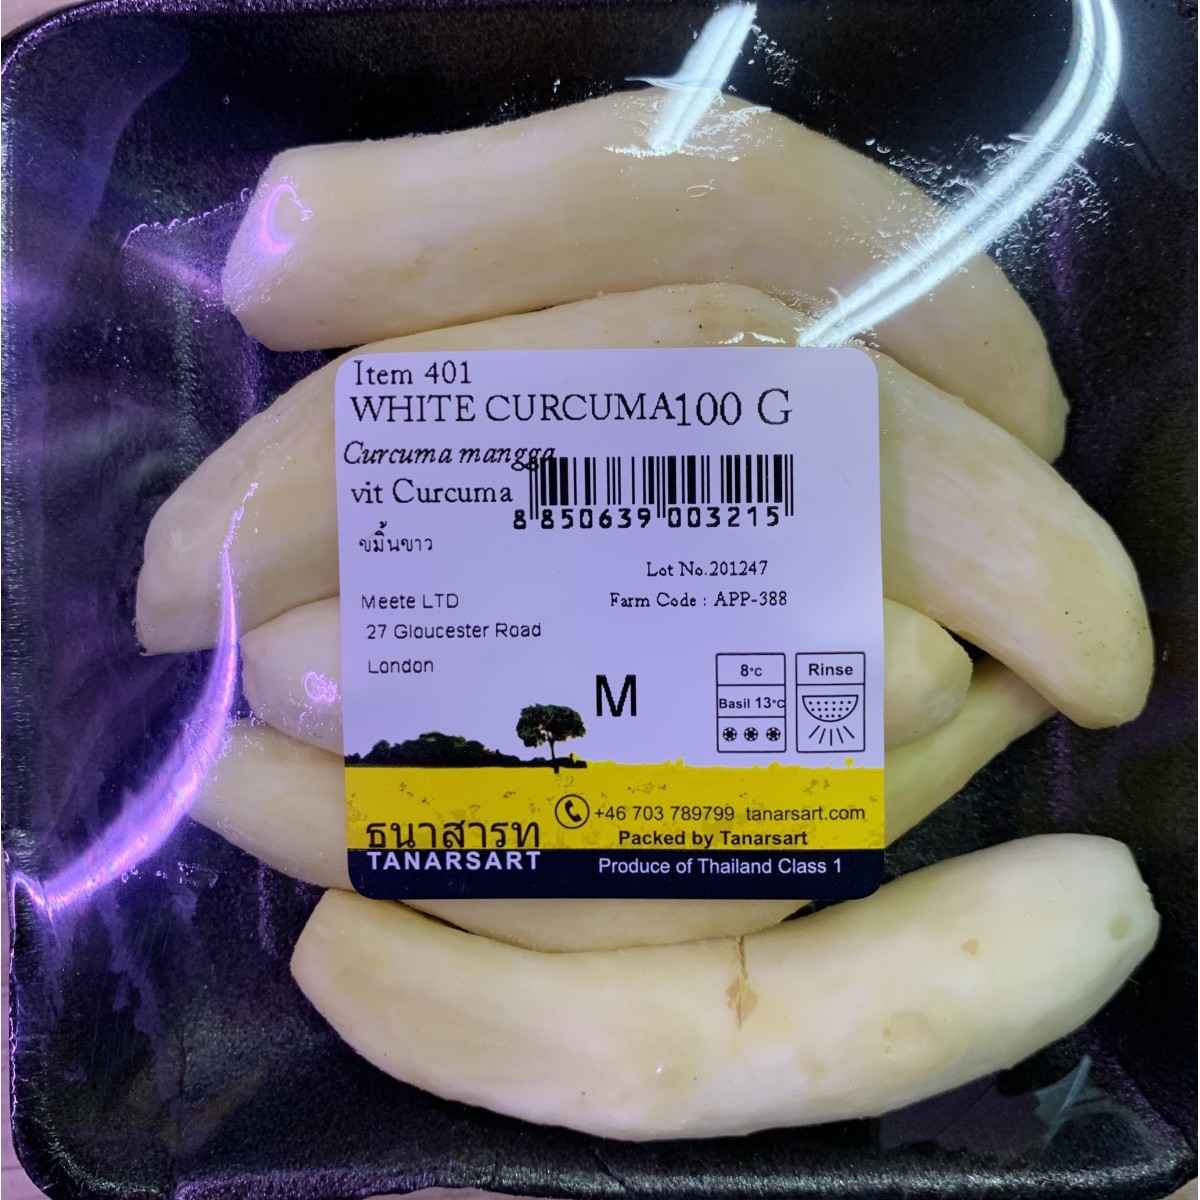 Item 401
WHITE CURCUMA 100 G
Curcuma mangga
vit Curcuma
8 850639 003215
ขมิ้นขาว
Lot No.201247
Farm Code : APP-388
Meete LTD
27 Gloucester Road
London
M
8°C
Basil 13°C
Rinse
+46 703 789799 tanarsart.com
Packed by Tanarsart
ธนาสารท
TANARSART
Produce of Thailand Class 1